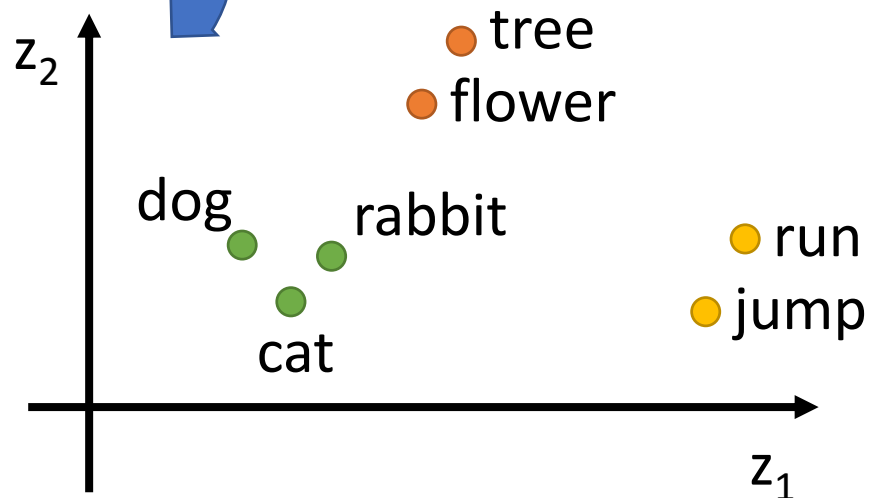 tree
z₂
flower
dog
rabbit
run
jump
cat
z₁